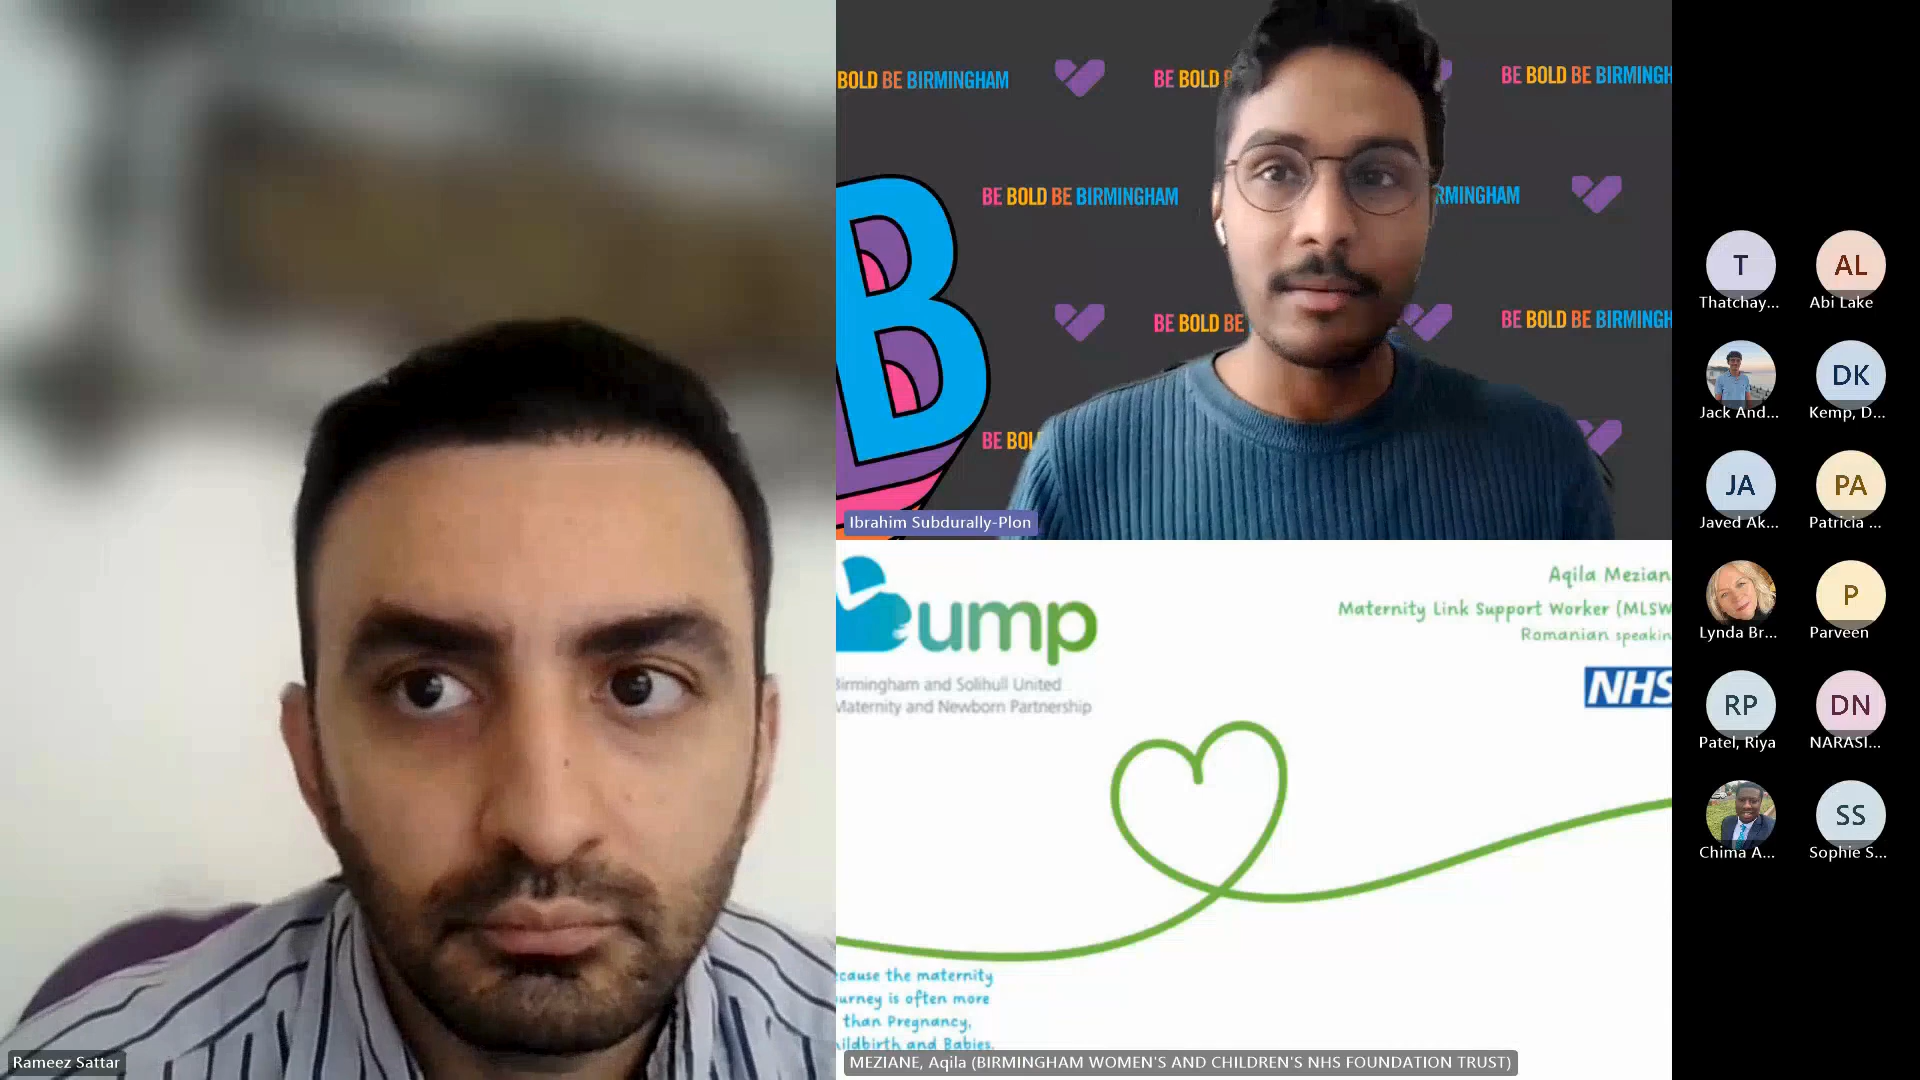 BOLD BE BIRMINGHAM
BE BOLD
BE BOLD BE BIRMINGH
BE BOLD BE BIRMINGHAM
RMINGHAM
BE BOLD BE
BE BOLD BE BIRMINGH
BE BOL
B
Ibrahim Subdurally-Plon
Bump
Birmingham and Solihull United
Maternity and Newborn Partnership
Aqila Mezian
Maternity Link Support Worker (MLSW
Romanian speakin
NHS
cause the maternity
urney is often more
than Pregnancy,
ildbirth and Babies.
MEZIANE, Aqila (BIRMINGHAM WOMEN'S AND CHILDREN'S NHS FOUNDATION TRUST)
Rameez Sattar
T
Thatchay...
AL
Abi Lake
Jack And...
DK
Kemp, D...
JA
Javed Ak...
PA
Patricia ...
Lynda Br...
P
Parveen
RP
Patel, Riya
DN
NARASI...
Chima A...
SS
Sophie S...